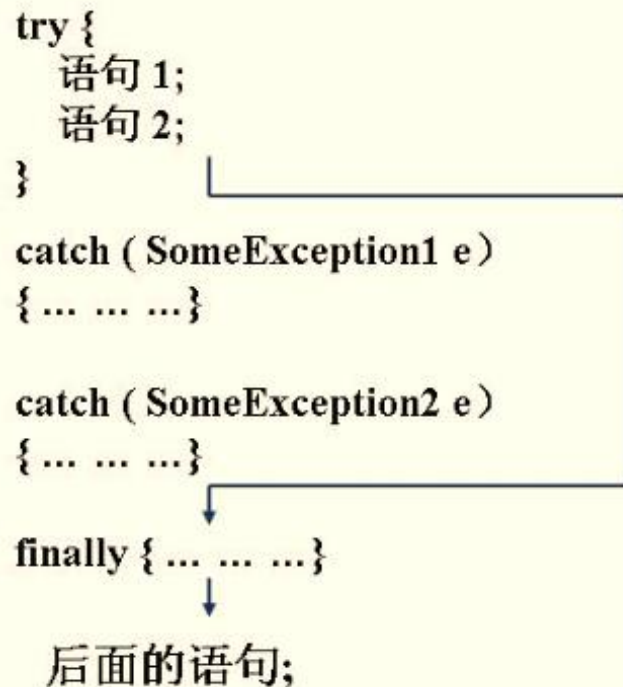 try {
语句 1;
语句 2;
}
catch ( SomeException1 e）
{ ... ... ...}
catch ( SomeException2 e）
{ ... ... ...}
finally { ... ... ...}
后面的语句;